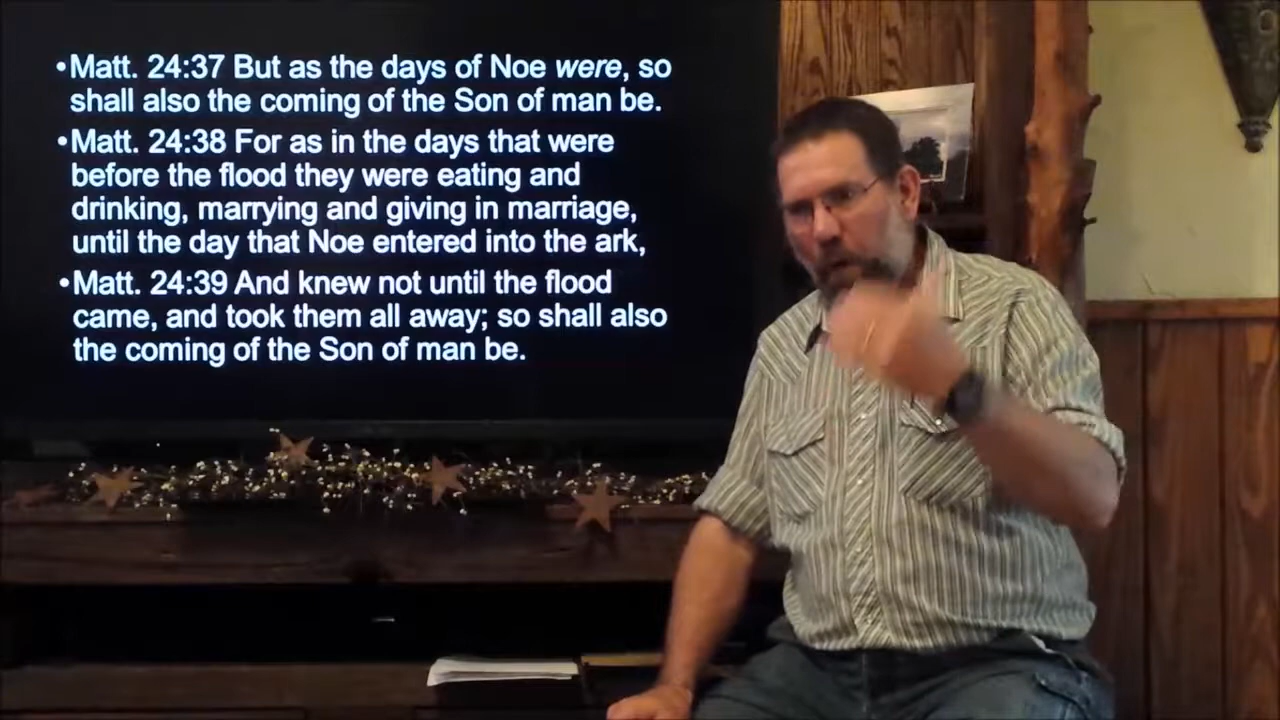 •Matt. 24:37 But as the days of Noe were, so
shall also the coming of the Son of man be.
•Matt. 24:38 For as in the days that were
before the flood they were eating and
drinking, marrying and giving in marriage,
until the day that Noe entered into the ark,
•Matt. 24:39 And knew not until the flood
came, and took them all away; so shall also
the coming of the Son of man be.